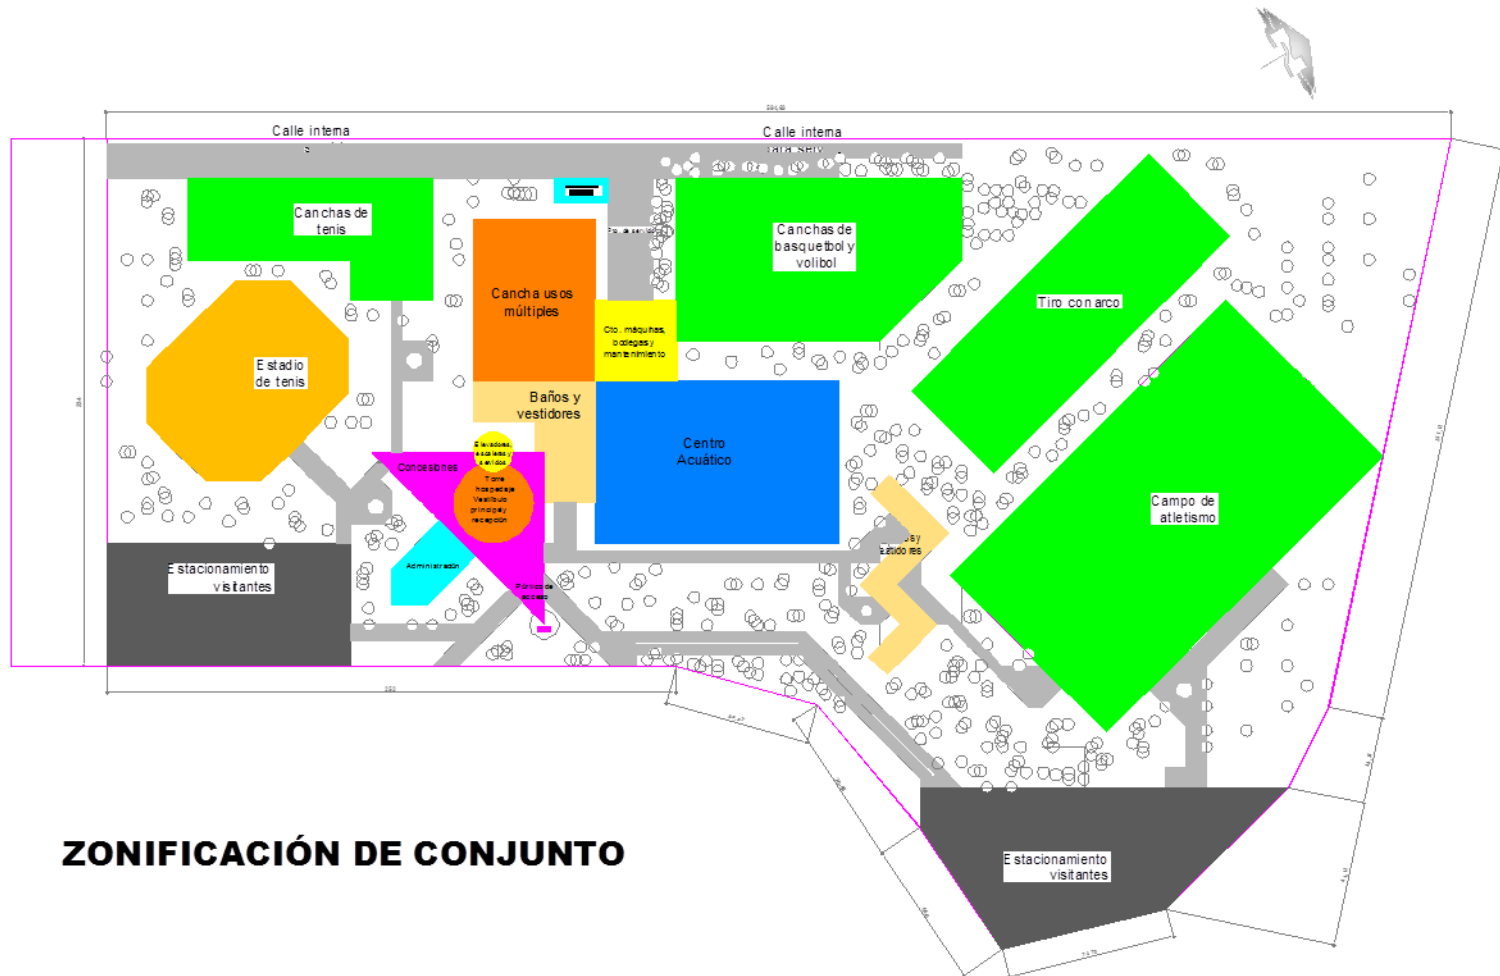 Calle interna
Calle interna
Canchas de
tenis
Canchas de
basquetbol y
volibol
Cancha usos
múltiples
Tiro con arco
Cto. máquinas,
bodegas y
mantenimiento
Estadio
de tenis
Baños y
vestidores
Centro
Acuático
Elevadores,
escaleras y
servicios
Concesiones
Torre
hospedaje
Vestíbulo
principal y
recepción
Campo de
atletismo
Administración
Estacionamiento
visitantes
Pórtico de
acceso
ZONIFICACIÓN DE CONJUNTO
Estacionamiento
visitantes